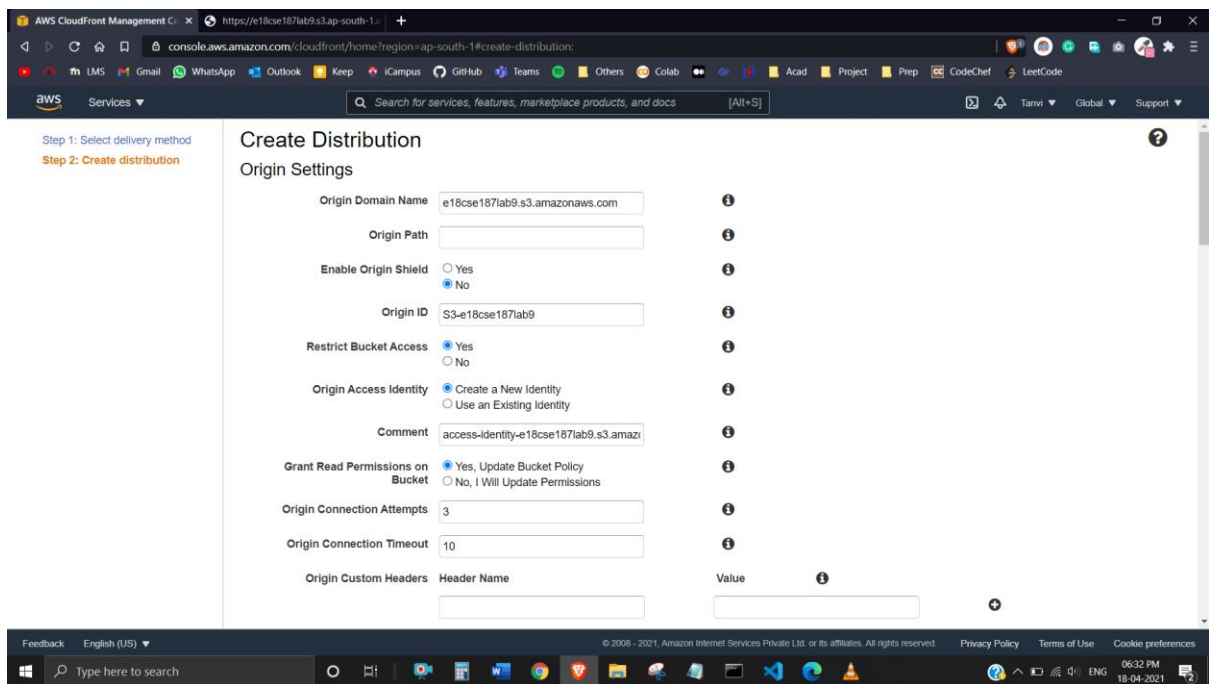 AWS CloudFront Management Co
https://e18cse187lab9.s3.ap-south-1.a
console.aws.amazon.com/cloudfront/home?region=ap-south-1#create-distribution:
LMS Gmail WhatsApp Outlook Keep iCampus GitHub Teams Others Colab Acad Project Prep CodeChef LeetCode
aws Services Search for services, features, marketplace products, and docs [Alt+S] Tanvi Global Support
Step 1: Select delivery method
Step 2: Create distribution
Create Distribution
Origin Settings
Origin Domain Name e18cse187lab9.s3.amazonaws.com
Origin Path
Enable Origin Shield Yes
No
Origin ID S3-e18cse187lab9
Restrict Bucket Access Yes
No
Origin Access Identity Create a New Identity
Use an Existing Identity
Comment access-identity-e18cse187lab9.s3.amazo
Grant Read Permissions on Bucket Yes, Update Bucket Policy
No, I Will Update Permissions
Origin Connection Attempts 3
Origin Connection Timeout 10
Origin Custom Headers Header Name Value
Feedback English (US) © 2008 - 2021, Amazon Internet Services Private Ltd. or its affiliates. All rights reserved. Privacy Policy Terms of Use Cookie preferences
Type here to search ENG 06:32 PM
18-04-2021